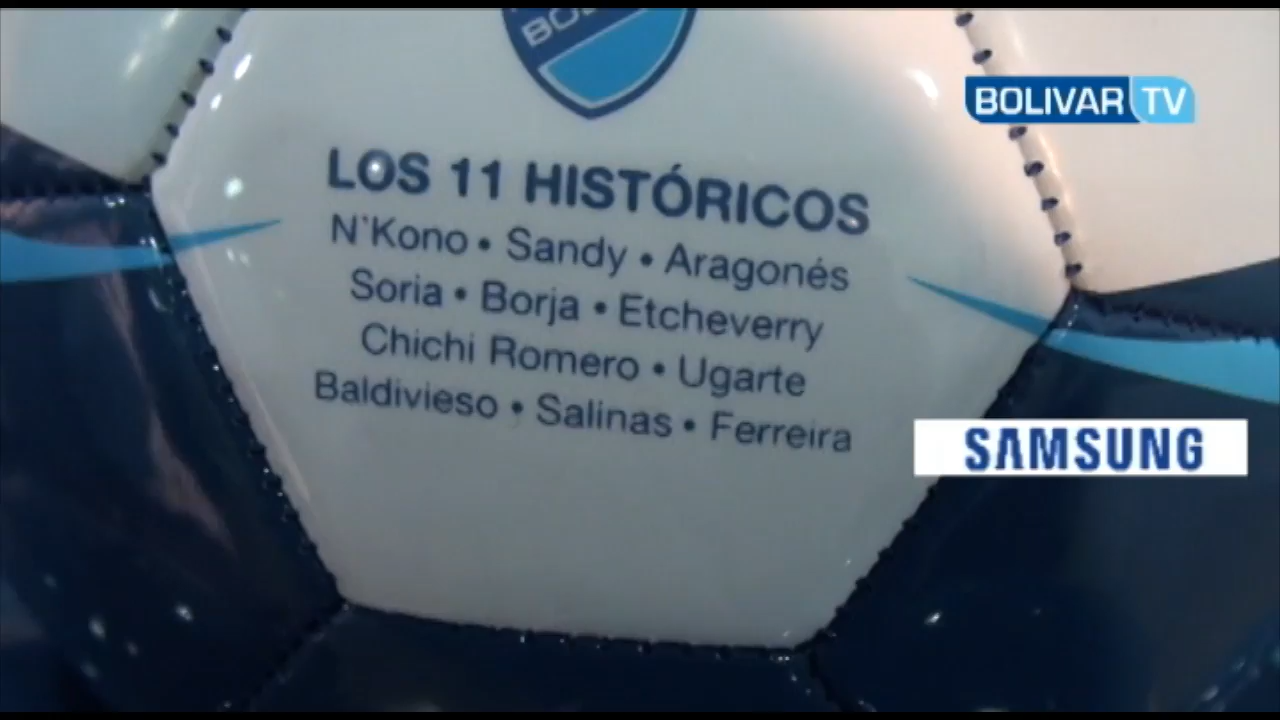 BOLIVAR TV
LOS 11 HISTÓRICOS
N`Kono • Sandy • Aragonés
Soria • Borja • Etcheverry
Chichi Romero • Ugarte
Baldivieso • Salinas • Ferreira
SAMSUNG